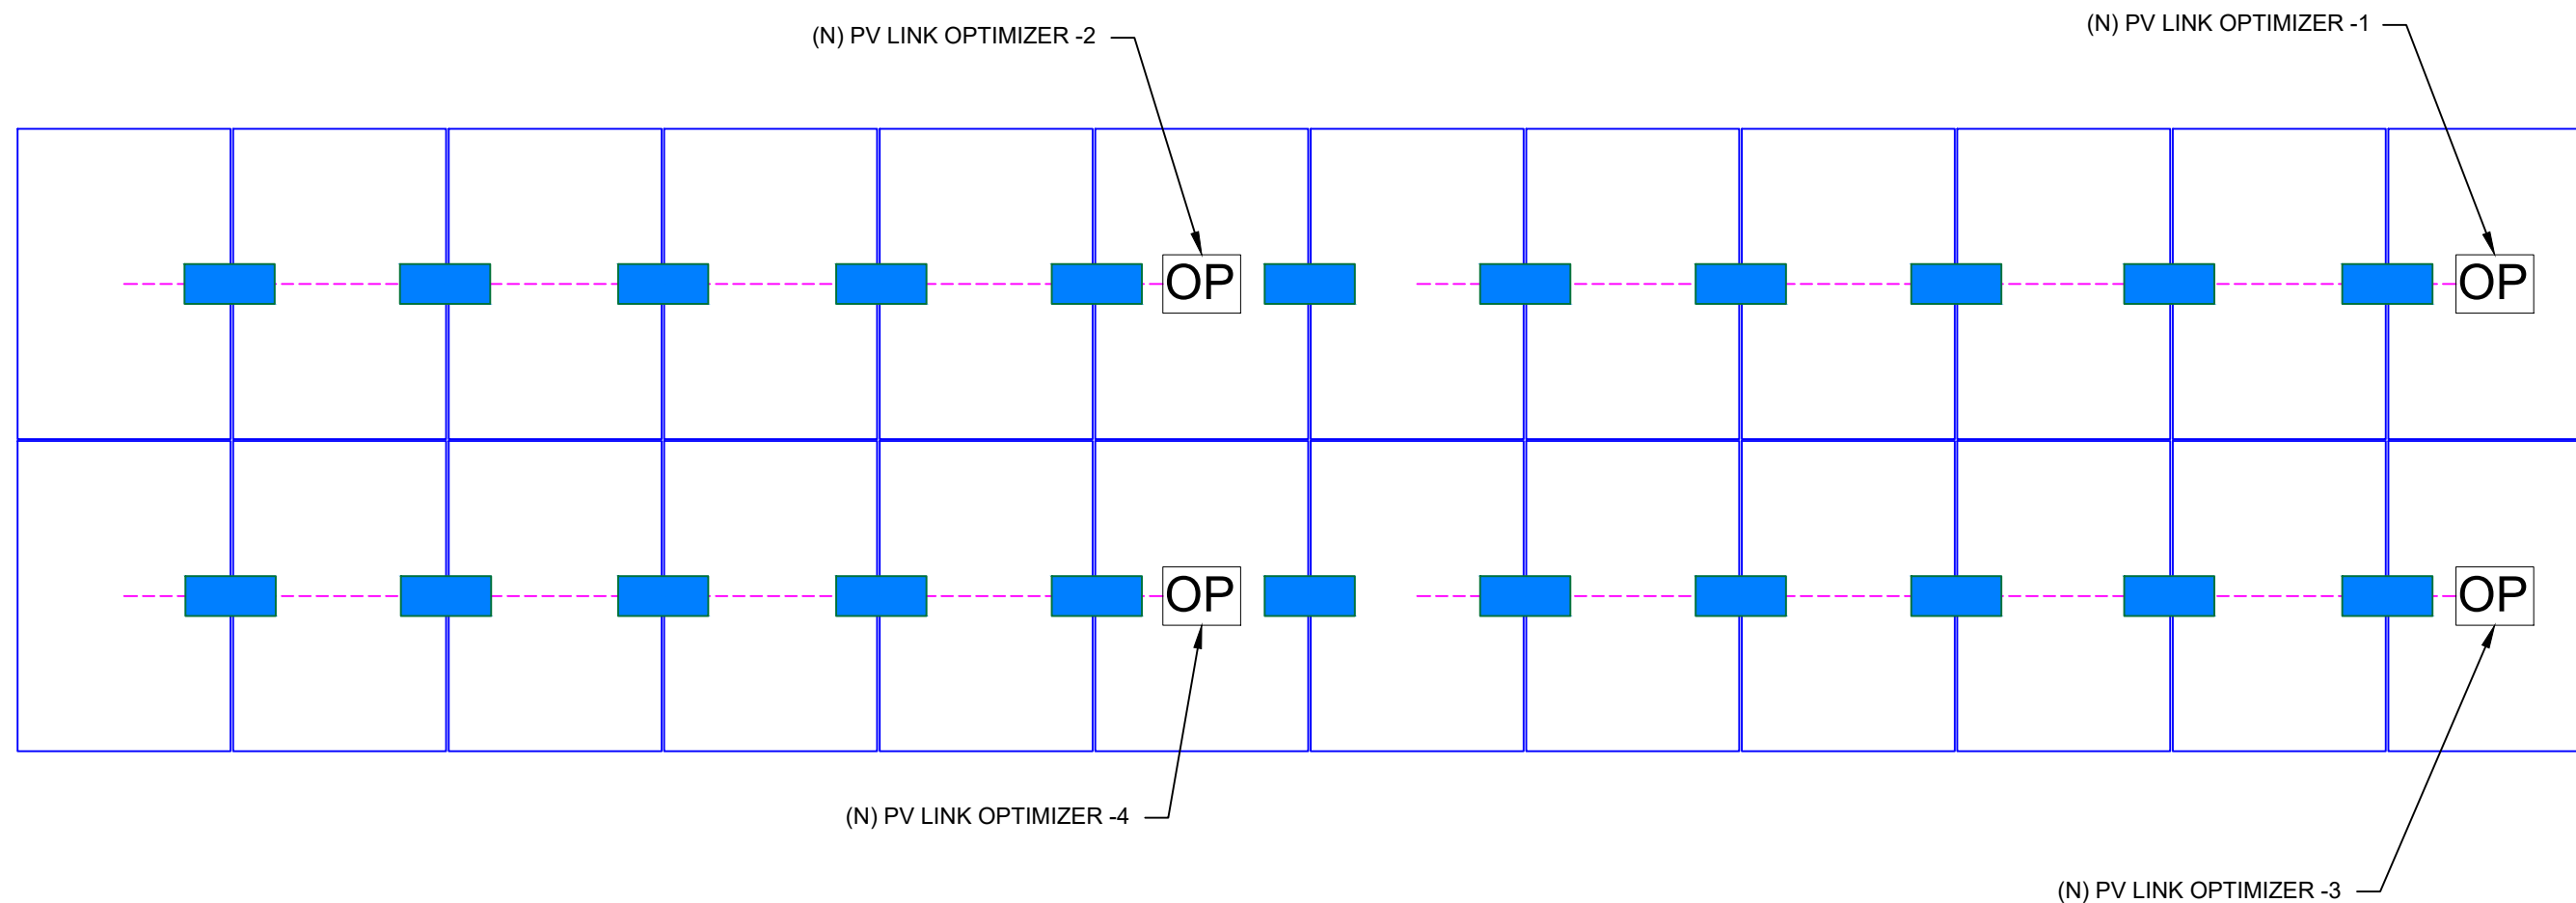 (N) PV LINK OPTIMIZER -2
(N) PV LINK OPTIMIZER -1
OP
OP
OP
OP
(N) PV LINK OPTIMIZER -4
(N) PV LINK OPTIMIZER -3